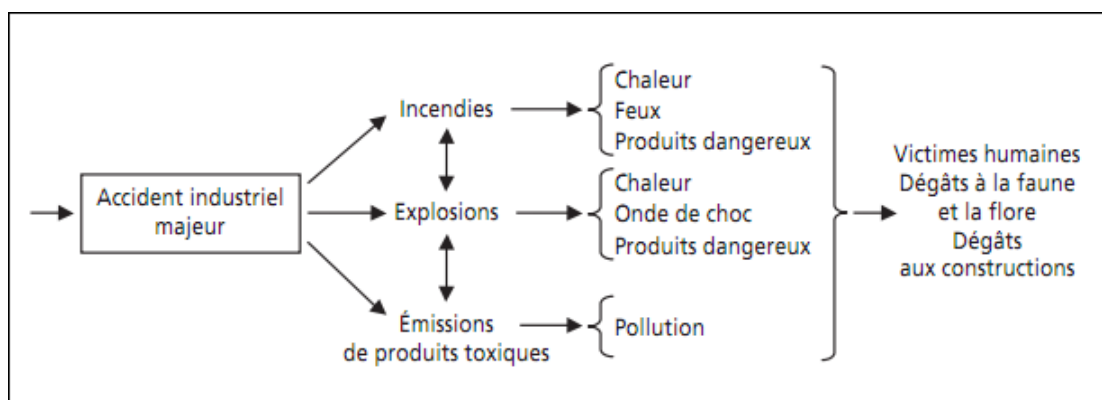 Accident industriel
majeur
Incendies
Explosions
Émissions
de produits toxiques
Chaleur
Feux
Produits dangereux
Chaleur
Onde de choc
Produits dangereux
Pollution
Victimes humaines
Dégâts à la faune
et la flore
Dégâts
aux constructions